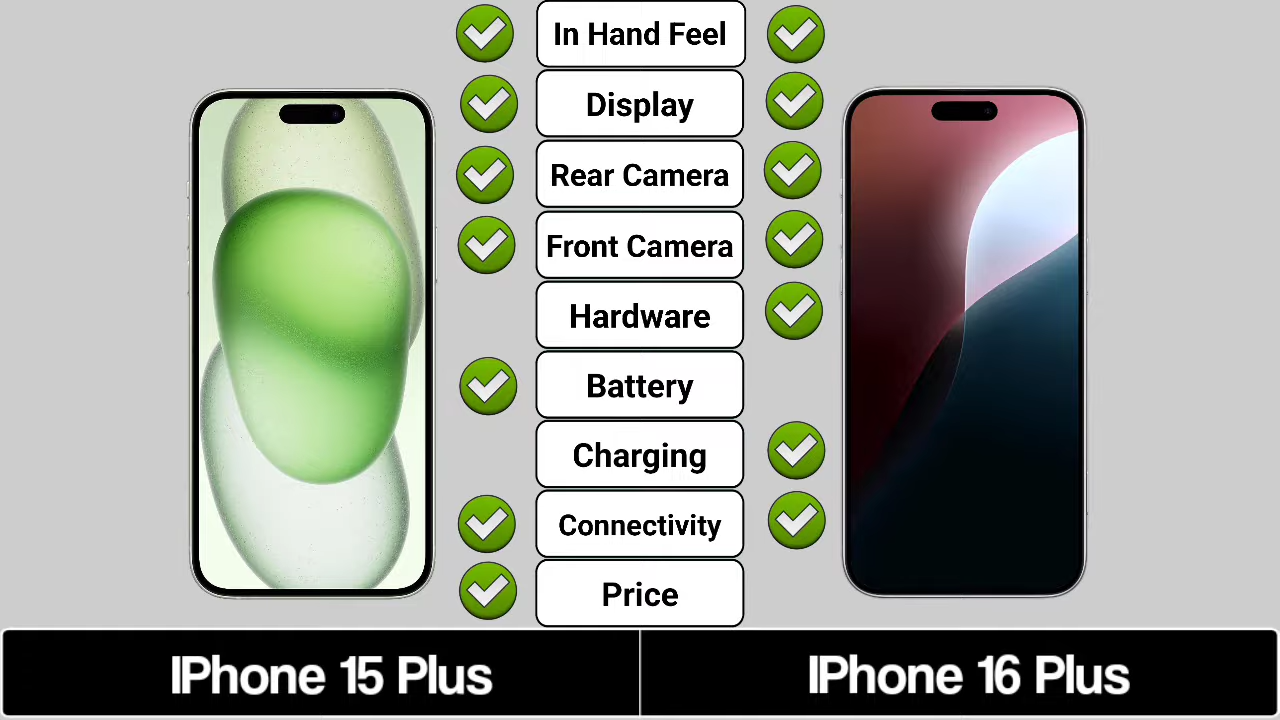 In Hand Feel
Display
Rear Camera
Front Camera
Hardware
Battery
Charging
Connectivity
Price
IPhone 15 Plus
IPhone 16 Plus